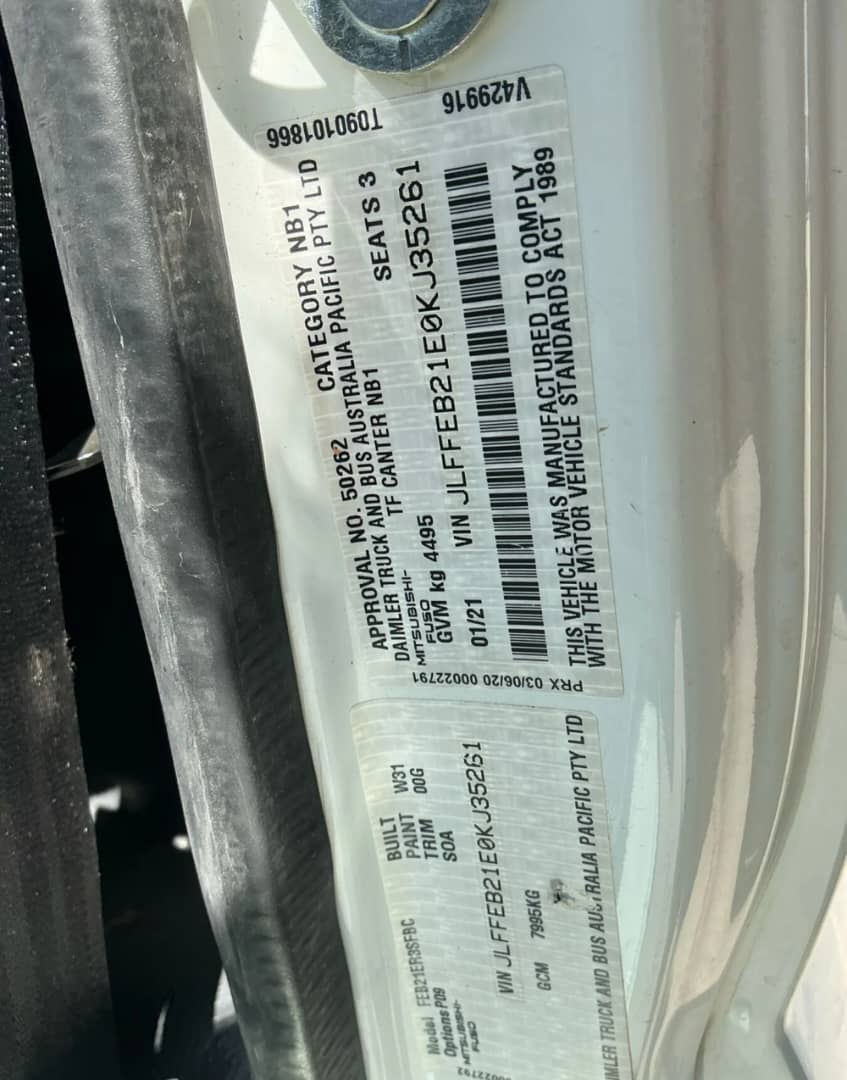 T090101866
V429916
APPROVAL NO. 50262 CATEGORY NB1
DAIMLER TRUCK AND BUS AUSTRALIA PACIFIC PTY LTD
MITSUBISHI-FUSO TF CANTER NB1
GVM kg 4495 SEATS 3
VIN JLFFEB21E0KJ35261
01/21
THIS VEHICLE WAS MANUFACTURED TO COMPLY
WITH THE MOTOR VEHICLE STANDARDS ACT 1989
PRX 03/06/20 00022791
BUILT
PAINT W31
TRIM 00G
SOA
Model FEB21ER3SFBC
Options P09
MITSUBISHI-
FUSO
VIN JLFFEB21E0KJ35261
GCM 7995KG
TRUCK AND BUS AUSTRALIA PACIFIC PTY LTD
00022792